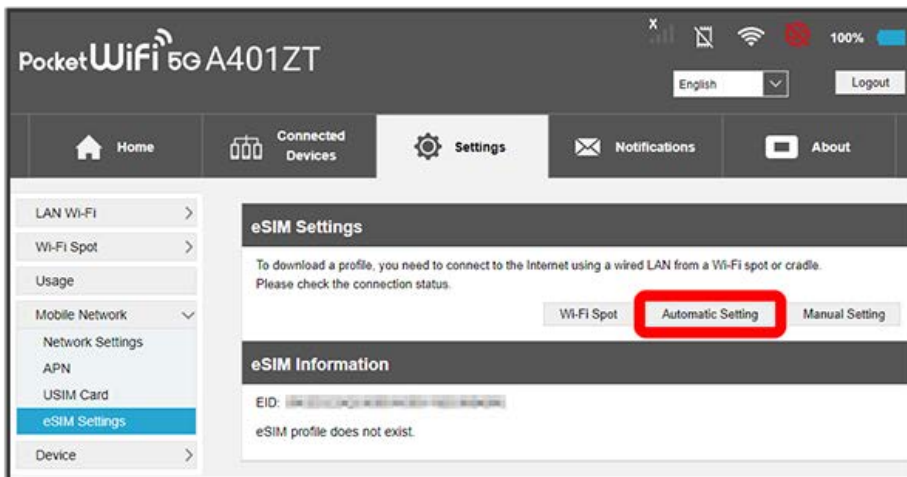 Pocket WiFi 5G A401ZT
x
100%
English
Logout
Home
Connected
Devices
Settings
Notifications
About
LAN Wi-Fi
Wi-Fi Spot
Usage
Mobile Network
Network Settings
APN
USIM Card
eSIM Settings
Device
eSIM Settings
To download a profile, you need to connect to the Internet using a wired LAN from a Wi-Fi spot or cradle.
Please check the connection status.
Wi-Fi Spot
Automatic Setting
Manual Setting
eSIM Information
EID:
eSIM profile does not exist.